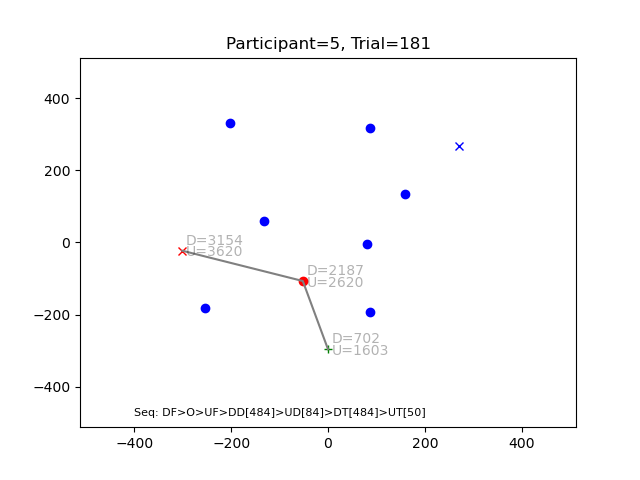 Participant=5, Trial=181
400
200
0
−200
−400
D=3154
U=3620
D=2187
U=2620
D=702
U=1603
Seq: DF>O>UF>DD[484]>UD[84]>DT[484]>UT[50]
−400 −200 0 200 400